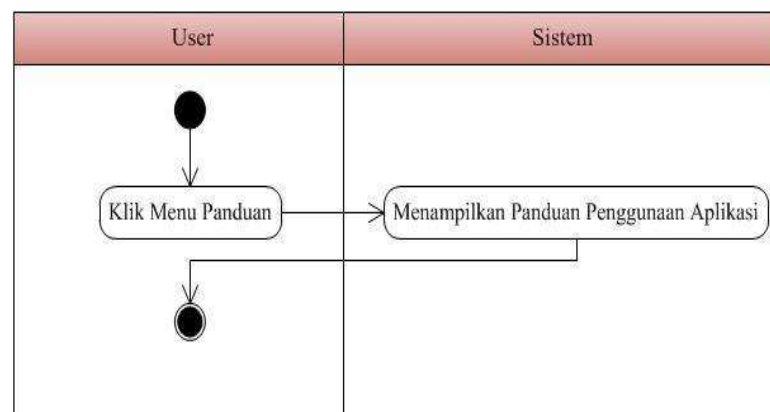 User
Sistem
Klik Menu Panduan
Menampilkan Panduan Penggunaan Aplikasi